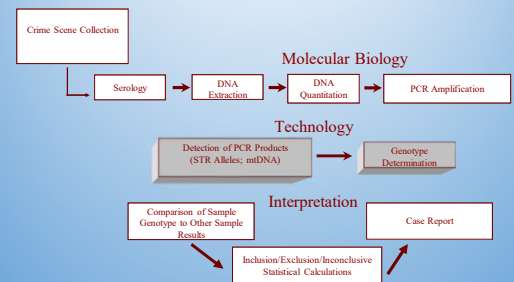 Crime Scene Collection
Molecular Biology
Serology
DNA
Extraction
DNA
Quantitation
PCR Amplification
Technology
Detection of PCR Products
(STR Alleles; mtDNA)
Genotype
Determination
Interpretation
Comparison of Sample
Genotype to Other Sample
Results
Case Report
Inclusion/Exclusion/Inconclusive
Statistical Calculations